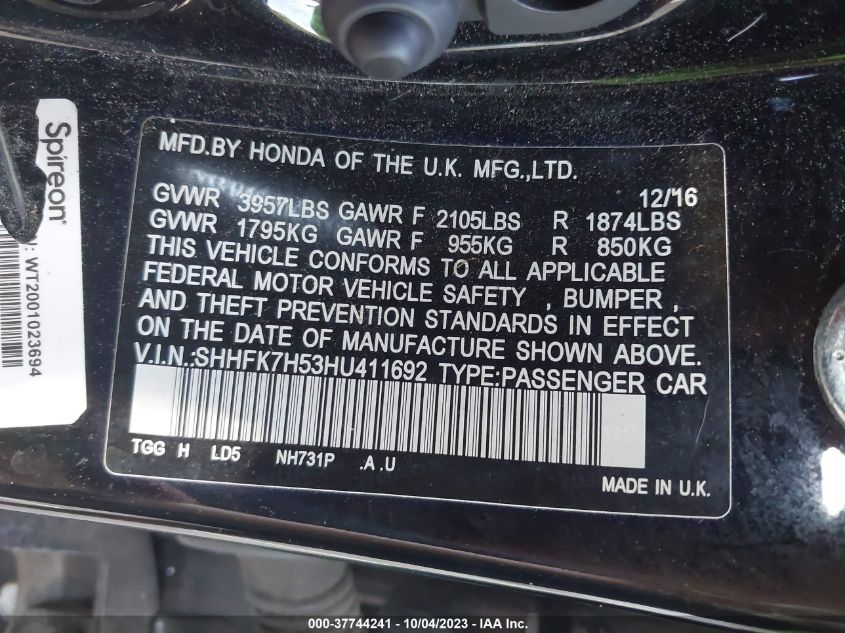 MFD.BY HONDA OF THE U.K. MFG.,LTD.
12/16
GVWR 3957LBS GAWR F 2105LBS R 1874LBS
GVWR 1795KG GAWR F 955KG R 850KG
THIS VEHICLE CONFORMS TO ALL APPLICABLE
FEDERAL MOTOR VEHICLE SAFETY , BUMPER ,
AND THEFT PREVENTION STANDARDS IN EFFECT
ON THE DATE OF MANUFACTURE SHOWN ABOVE.
V.I.N.:SHHFK7H53HU411692 TYPE:PASSENGER CAR
TGG H LD5 NH731P .A .U
MADE IN U.K.
Spireon
WT2001023694
000-37744241 - 10/04/2023 - IAA Inc.